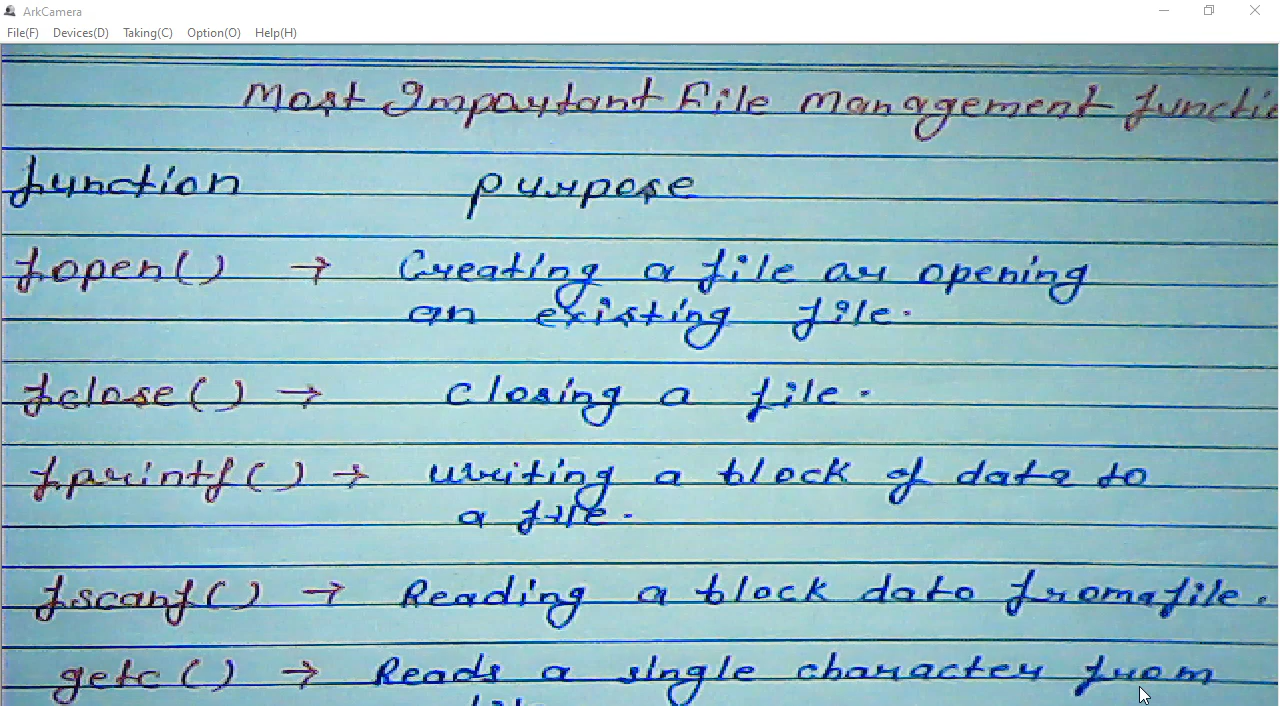 ArkCamera
File(F) Devices(D) Taking(C) Option(O) Help(H)
Most Important File Management functio
function purpose
fopen() → Creating a file or opening
an existing file.
fclose() → closing a file.
fprintf() → writing a block of data to
a file.
fscanf() → Reading a block data from a file.
getc() → Reads a single character from